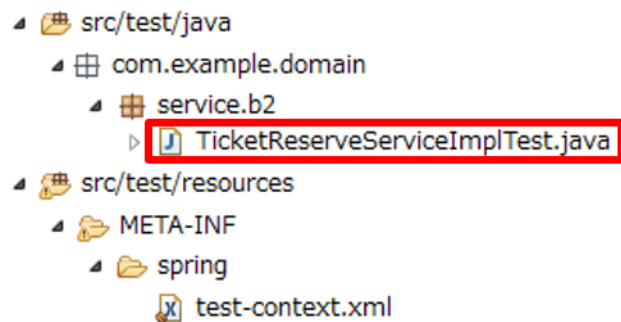 src/test/java
com.example.domain
service.b2
TicketReserveServiceImplTest.java
src/test/resources
META-INF
spring
test-context.xml